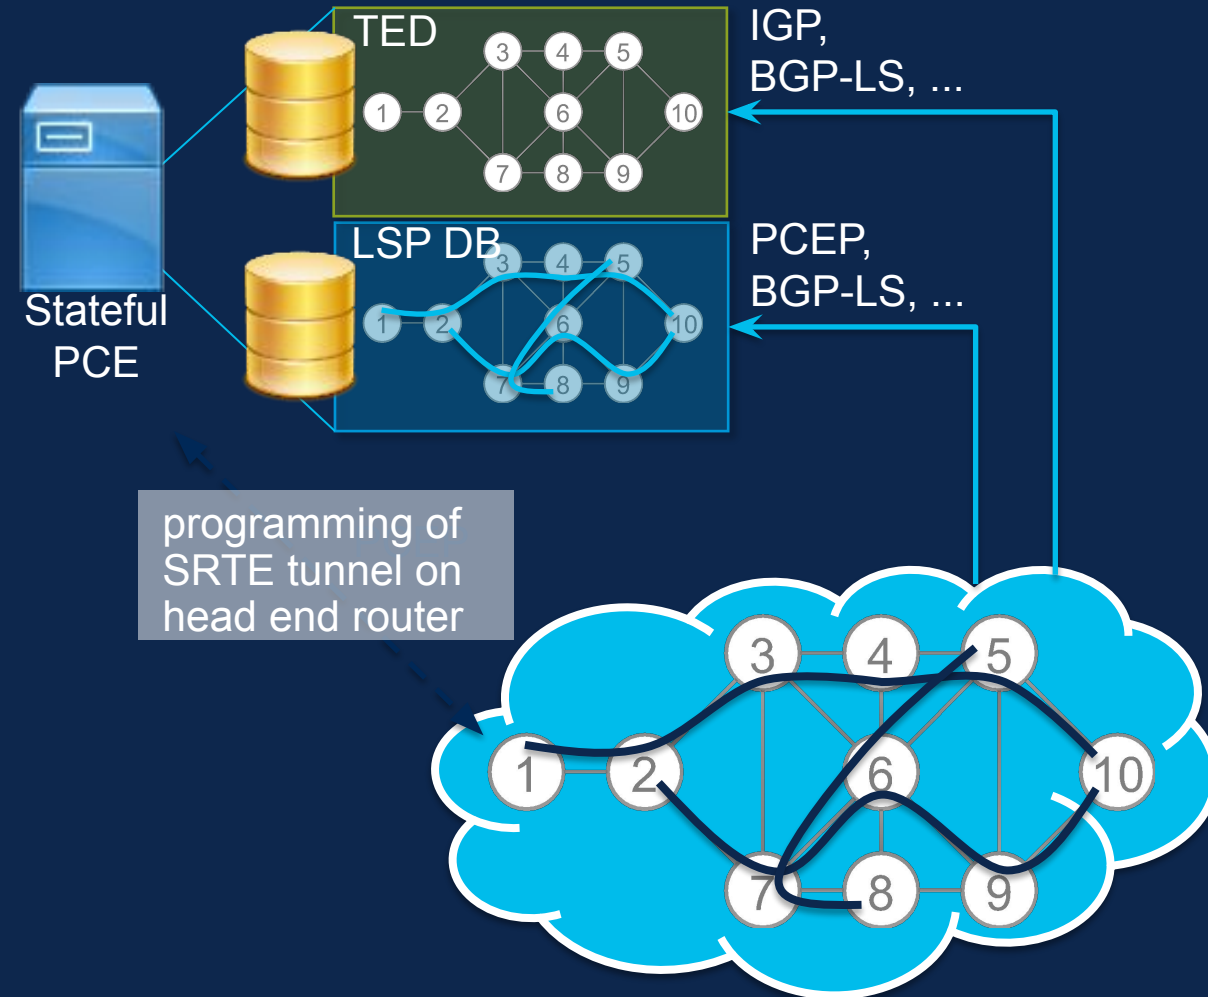 TED
3 4 5
1 2 6 10
7 8 9
IGP,
BGP-LS, ...
LSP DB
3 4 5
1 2 6 10
7 8 9
PCEP,
BGP-LS, ...
Stateful
PCE
programming of
SRTE tunnel on
head end router
3 4 5
1 2 6 10
7 8 9